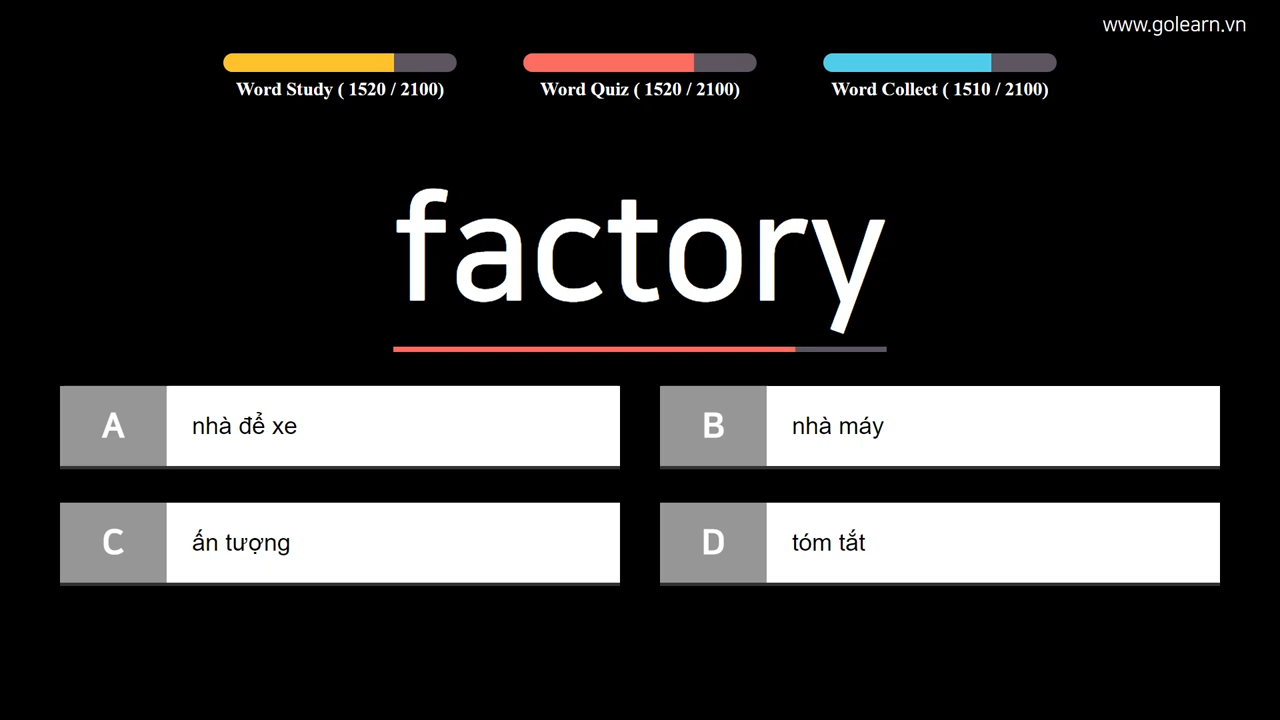 www.golearn.vn
Word Study ( 1520 / 2100)
Word Quiz ( 1520 / 2100)
Word Collect ( 1510 / 2100)
factory
A nhà để xe
B nhà máy
C ấn tượng
D tóm tắt